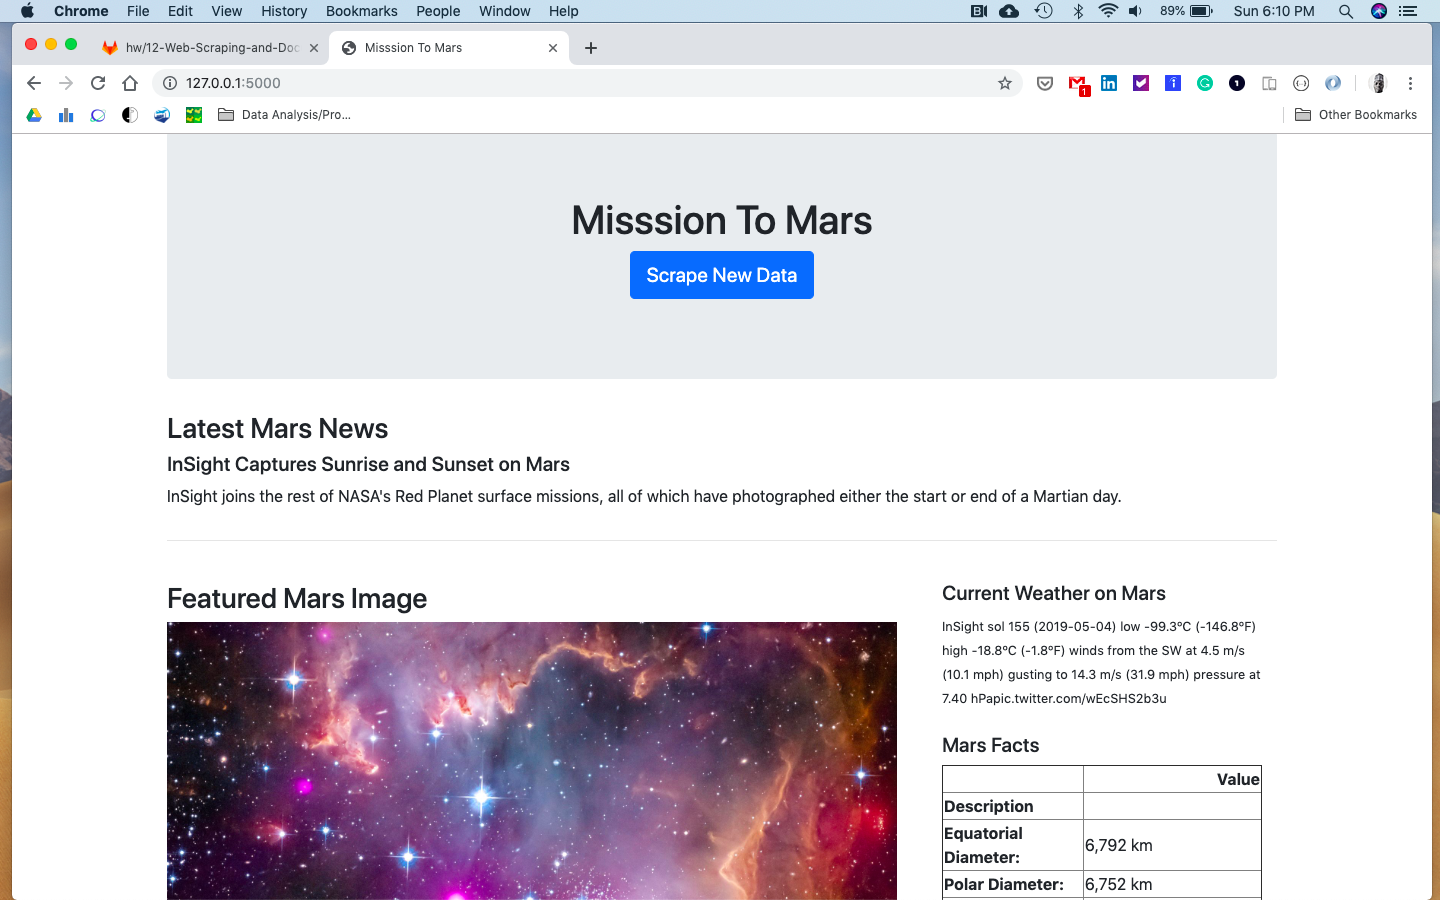 Chrome File Edit View History Bookmarks People Window Help 89% Sun 6:10 PM
hw/12-Web-Scraping-and-Doc Misssion To Mars
127.0.0.1:5000 1
Data Analysis/Pro... Other Bookmarks
Misssion To Mars
Scrape New Data
Latest Mars News
InSight Captures Sunrise and Sunset on Mars
InSight joins the rest of NASA's Red Planet surface missions, all of which have photographed either the start or end of a Martian day.
Featured Mars Image
Current Weather on Mars
InSight sol 155 (2019-05-04) low -99.3ºC (-146.8ºF)
high -18.8ºC (-1.8ºF) winds from the SW at 4.5 m/s
(10.1 mph) gusting to 14.3 m/s (31.9 mph) pressure at
7.40 hPapic.twitter.com/wEcSHS2b3u
Mars Facts
Value
Description
Equatorial
Diameter: 6,792 km
Polar Diameter: 6,752 km